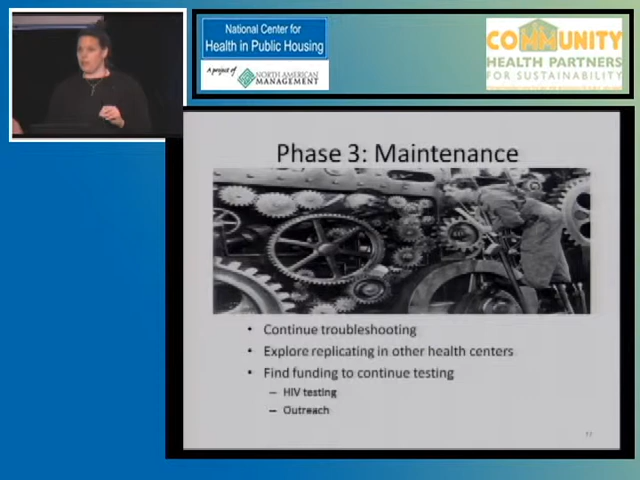 National Center for
Health in Public Housing
A project of
NORTH AMERICAN
MANAGEMENT
COMMUNITY
HEALTH PARTNERS
FOR SUSTAINABILITY
Phase 3: Maintenance
• Continue troubleshooting
• Explore replicating in other health centers
• Find funding to continue testing
– HIV testing
– Outreach